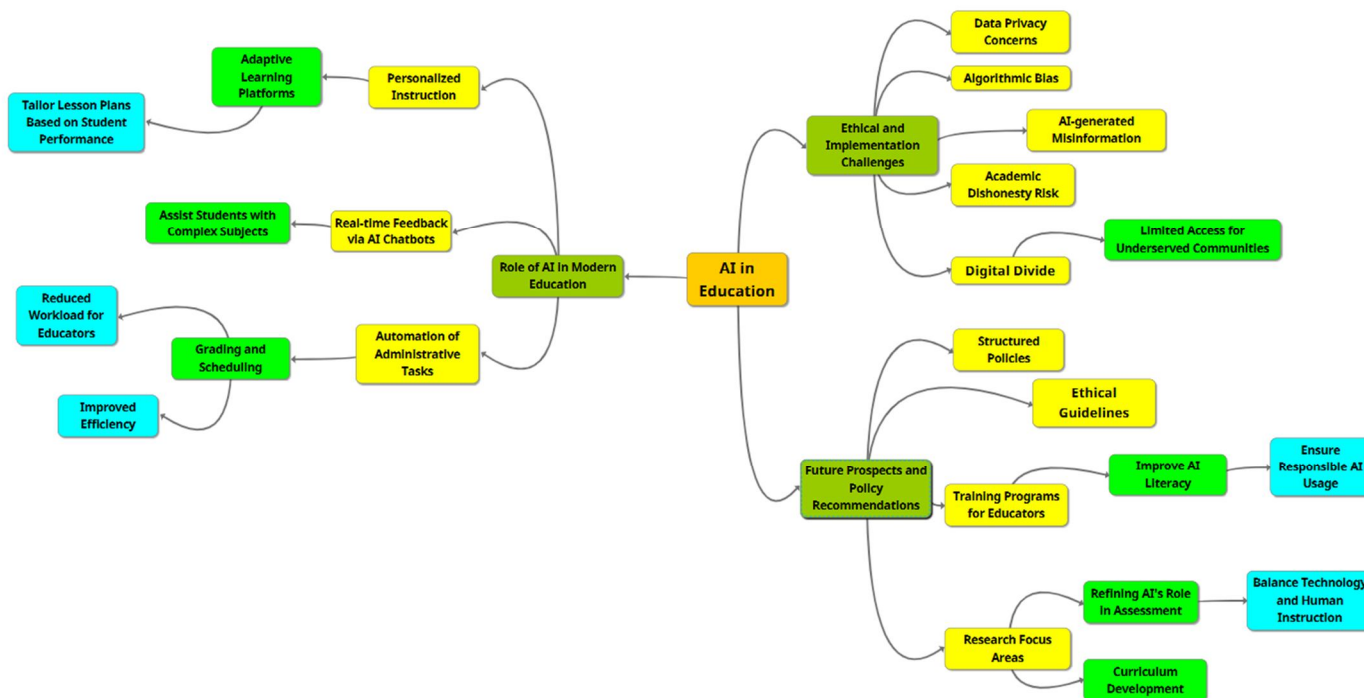 AI in
Education
Role of AI in Modern
Education
Personalized
Instruction
Adaptive
Learning
Platforms
Tailor Lesson Plans
Based on Student
Performance
Real-time Feedback
via AI Chatbots
Assist Students with
Complex Subjects
Automation of
Administrative
Tasks
Grading and
Scheduling
Reduced
Workload for
Educators
Improved
Efficiency
Ethical and
Implementation
Challenges
Data Privacy
Concerns
Algorithmic Bias
AI-generated
Misinformation
Academic
Dishonesty Risk
Digital Divide
Limited Access for
Underserved Communities
Future Prospects and
Policy
Recommendations
Structured
Policies
Ethical
Guidelines
Training Programs
for Educators
Improve AI
Literacy
Ensure
Responsible AI
Usage
Research Focus
Areas
Refining AI's Role
in Assessment
Balance Technology
and Human
Instruction
Curriculum
Development